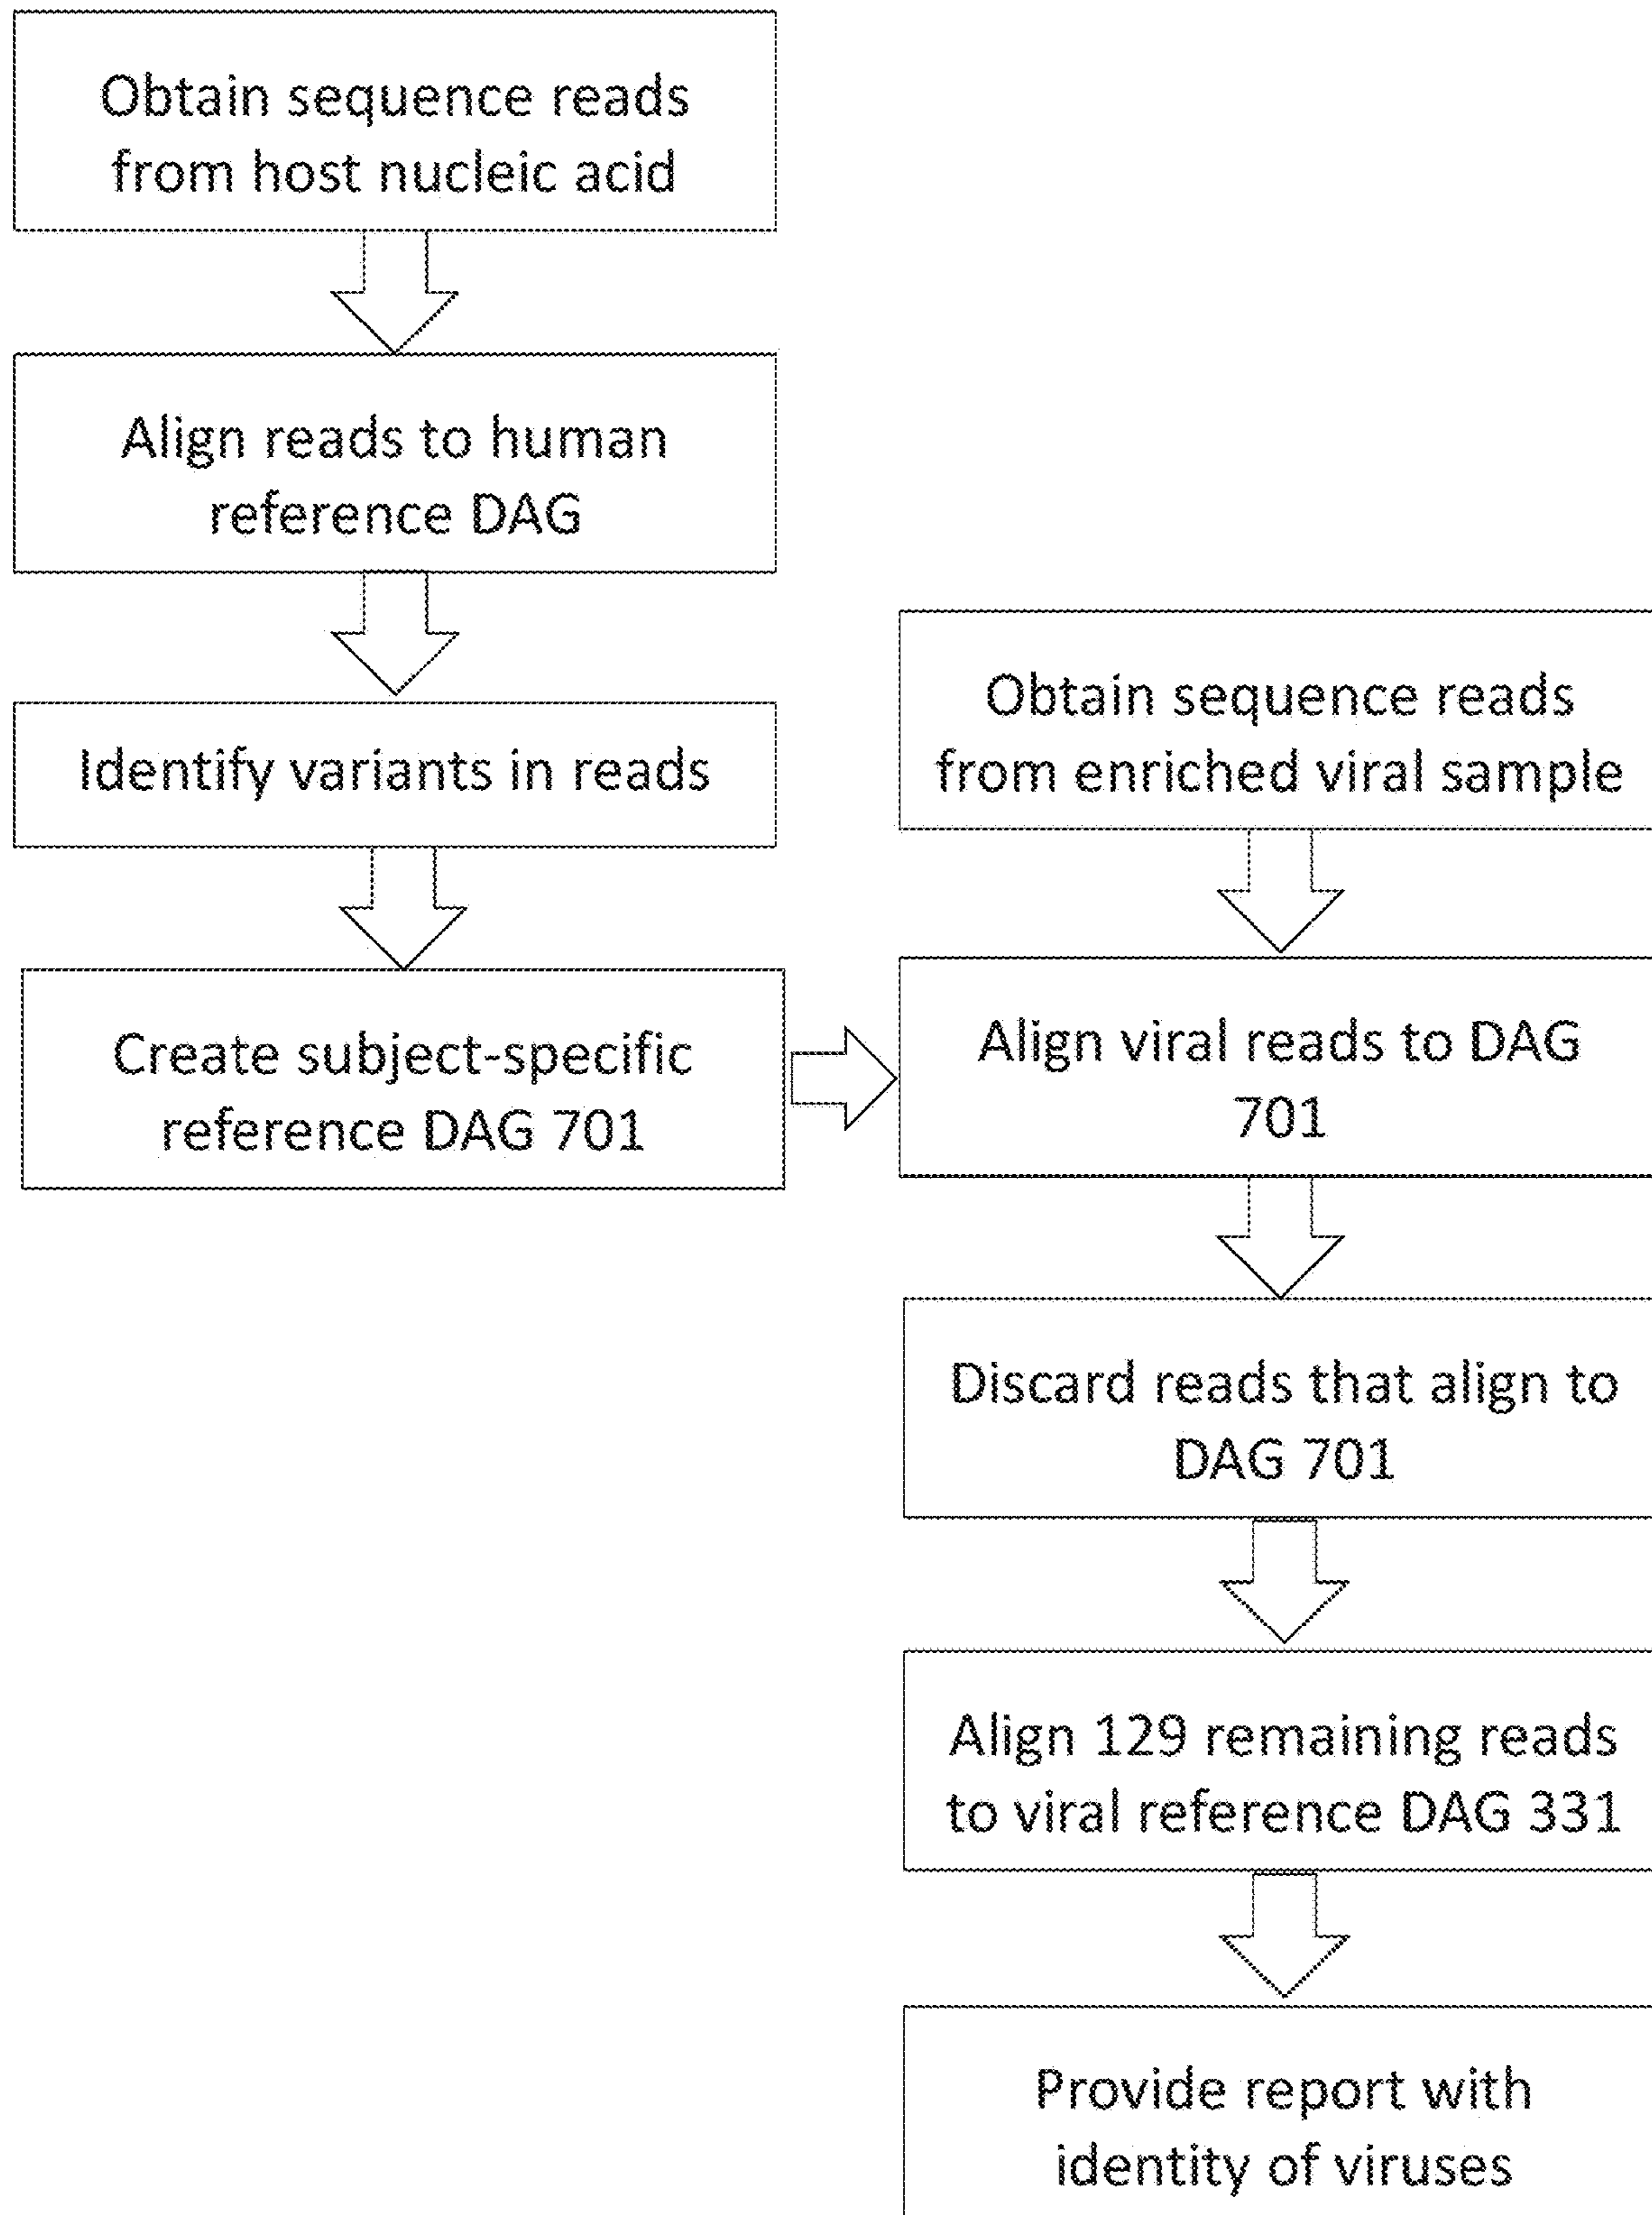 Obtain sequence reads
from host nucleic acid
Align reads to human
reference DAG
Identify variants in reads
Create subject-specific
reference DAG 701
Obtain sequence reads
from enriched viral sample
Align viral reads to DAG
701
Discard reads that align to
DAG 701
Align 129 remaining reads
to viral reference DAG 331
Provide report with
identity of viruses